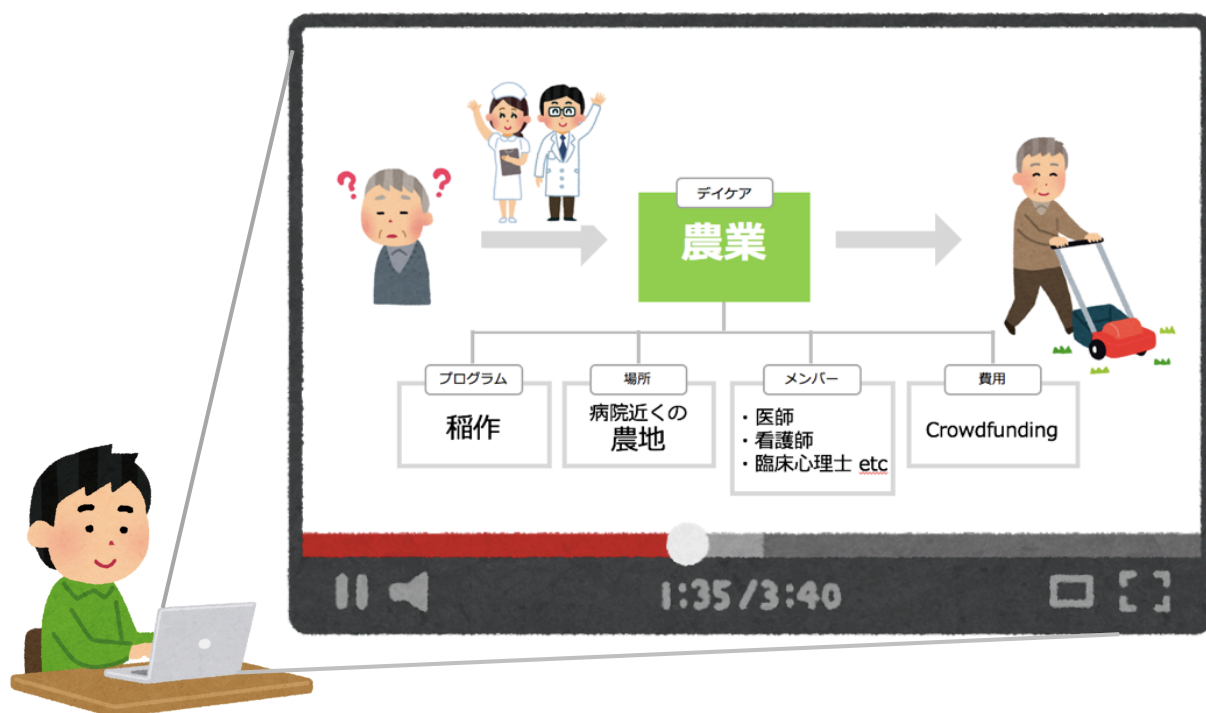 ? ?
デイケア
農業
プログラム
稲作
場所
病院近くの
農地
メンバー
・医師
・看護師
・臨床心理士 etc
費用
Crowdfunding
1:35/3:40